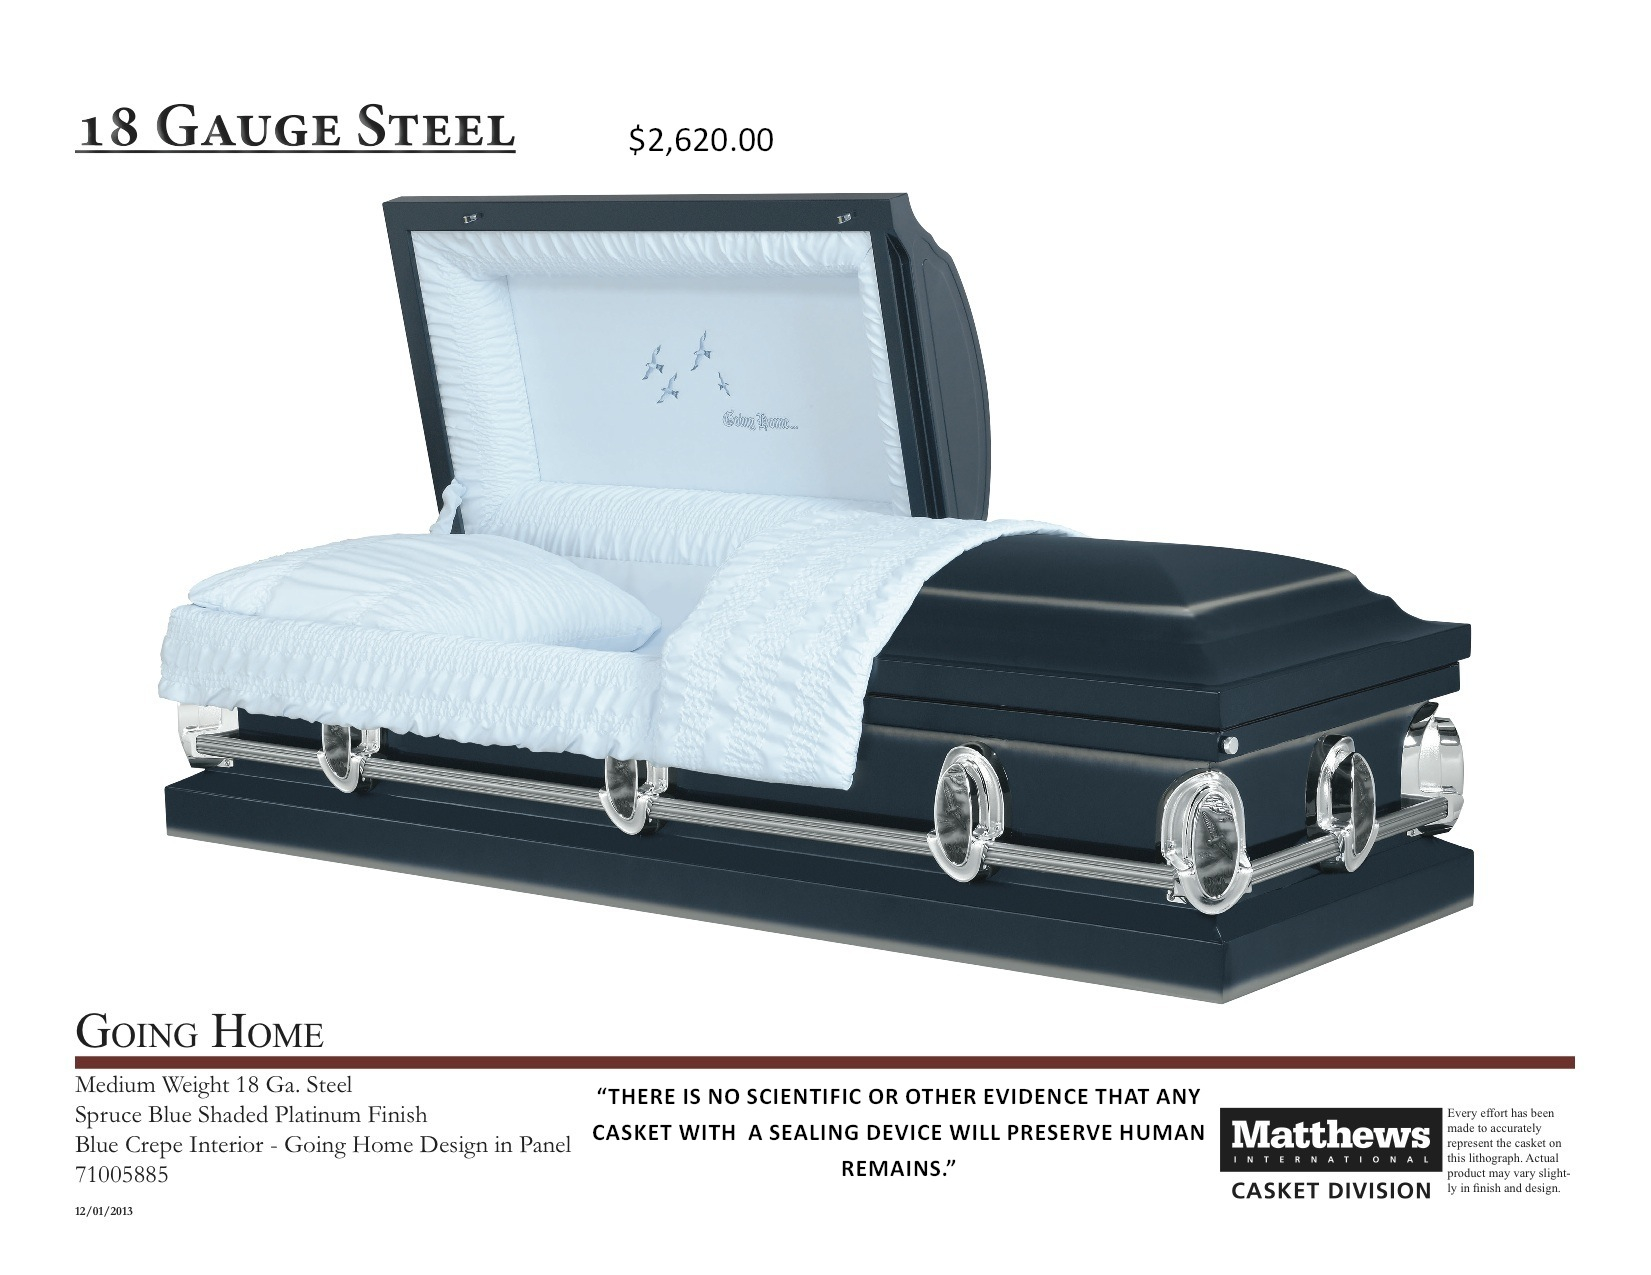 18 GAUGE STEEL
$2,620.00
Going Home...
GOING HOME
Medium Weight 18 Ga. Steel
Spruce Blue Shaded Platinum Finish
Blue Crepe Interior - Going Home Design in Panel
71005885
12/01/2013
“THERE IS NO SCIENTIFIC OR OTHER EVIDENCE THAT ANY
CASKET WITH A SEALING DEVICE WILL PRESERVE HUMAN
REMAINS.”
Matthews
INTERNATIONAL
CASKET DIVISION
Every effort has been
made to accurately
represent the casket on
this lithograph. Actual
product may vary slight-
ly in finish and design.